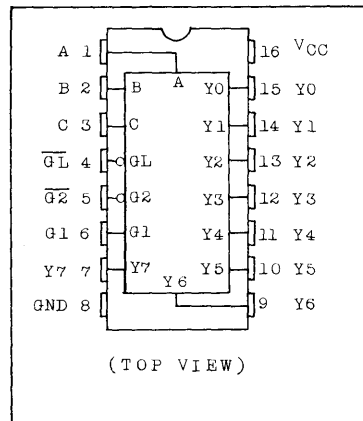 A 1 16 VCC
B 2 B A Y0 15 Y0
C 3 C Y1 14 Y1
G̅L̅ 4 GL Y2 13 Y2
G̅2̅ 5 G2 Y3 12 Y3
G1 6 G1 Y4 11 Y4
Y7 7 Y7 Y5 10 Y5
GND 8 Y6 9 Y6
(TOP VIEW)